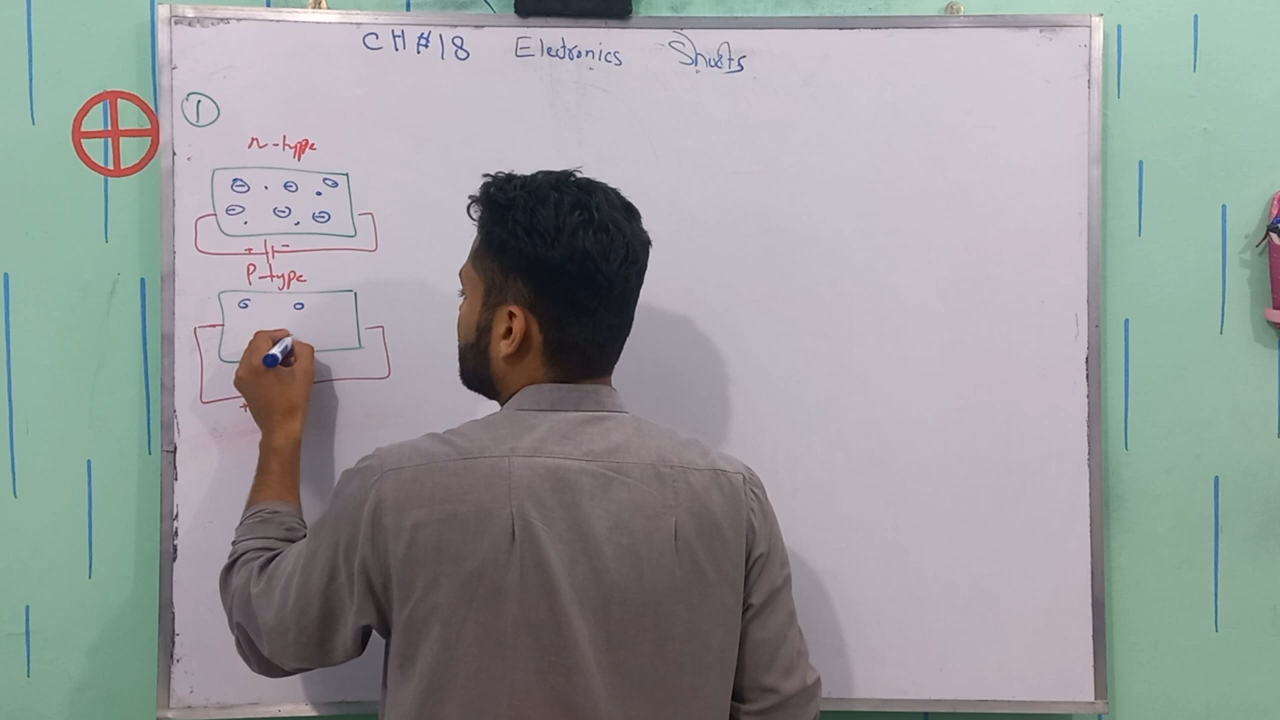 CH#18 Electronics Shorts
1
n-type
+ -
P-type
+